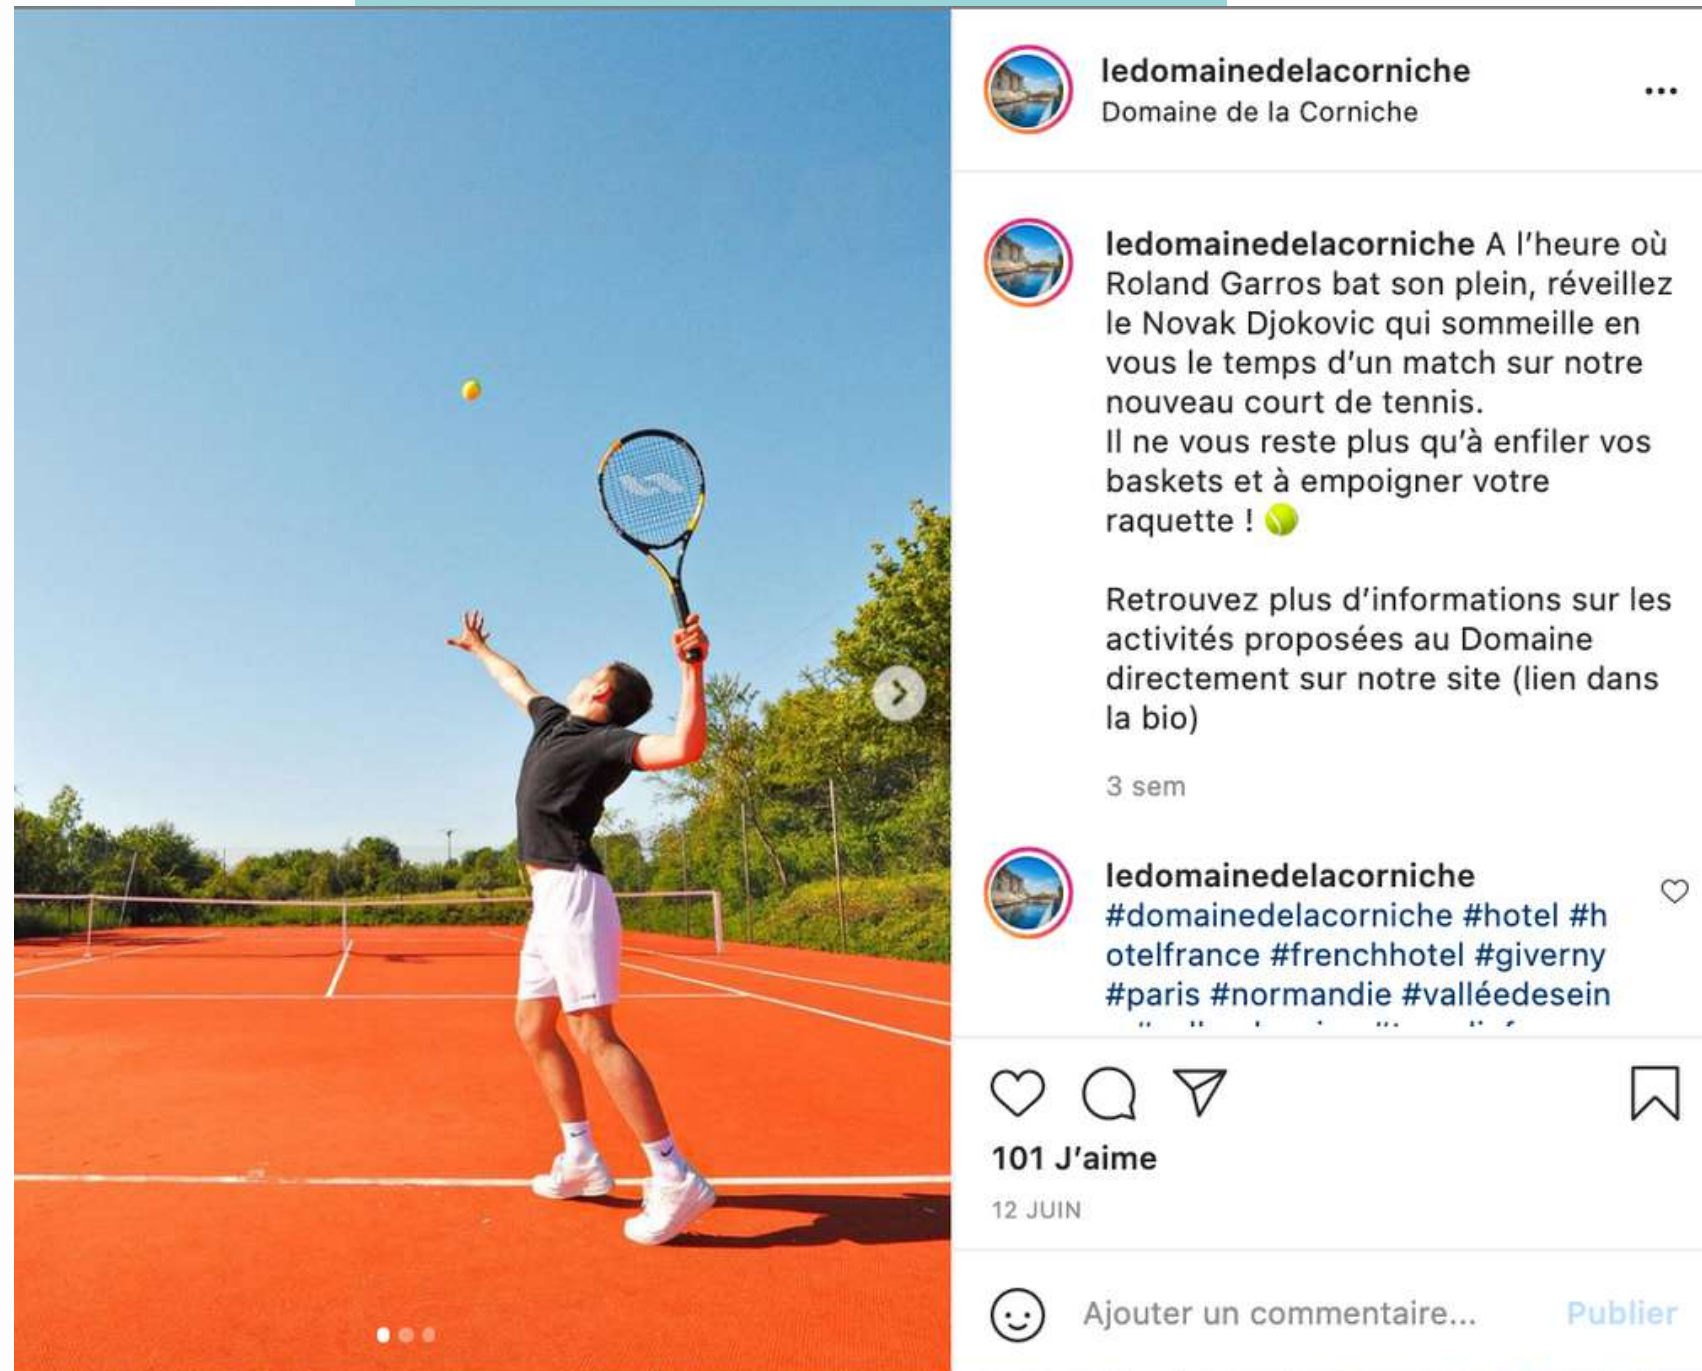 ledomainedelacorniche
Domaine de la Corniche
ledomainedelacorniche A l'heure où
Roland Garros bat son plein, réveillez
le Novak Djokovic qui sommeille en
vous le temps d'un match sur notre
nouveau court de tennis.
Il ne vous reste plus qu'à enfiler vos
baskets et à empoigner votre
raquette ! 🎾
Retrouvez plus d'informations sur les
activités proposées au Domaine
directement sur notre site (lien dans
la bio)
3 sem
ledomainedelacorniche
#domainedelacorniche #hotel #h
otelfrance #frenchhotel #giverny
#paris #normandie #valléedesein
101 J'aime
12 JUIN
Ajouter un commentaire... Publier